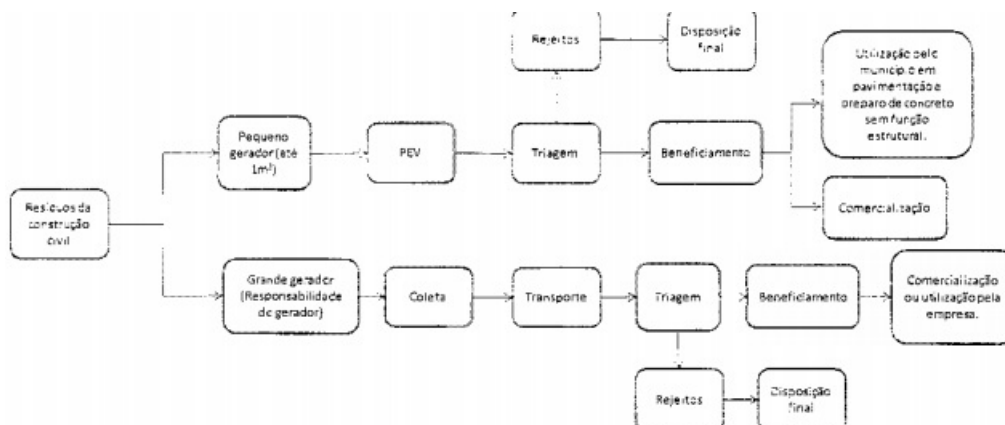 Rejeitos
Disposição
final
Utilização pelo
município em
pavimentação e
preparo de concreto
sem função
estrutural.
Pequeno
gerador (até
1m³)
PEV
Triagem
Beneficiamento
Comercialização
Resíduos da
construção
civil
Grande gerador
(Responsabilidade
do gerador)
Coleta
Transporte
Triagem
Beneficiamento
Comercialização
ou utilização pela
empresa.
Rejeitos
Disposição
final